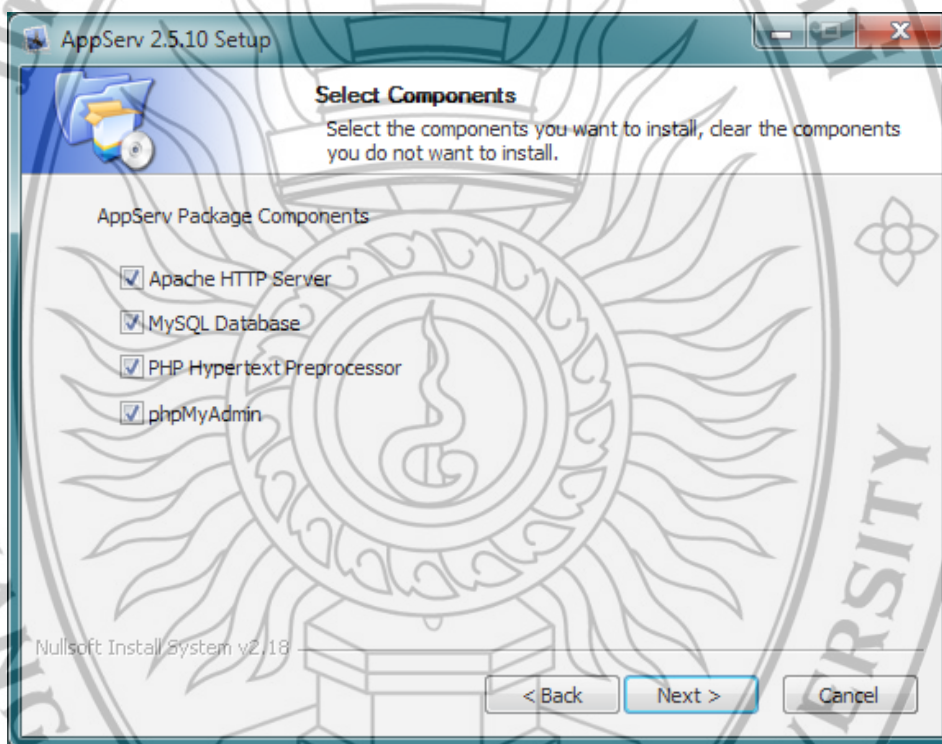 AppServ 2.5.10 Setup
Select Components
Select the components you want to install, clear the components
you do not want to install.
AppServ Package Components
Apache HTTP Server
MySQL Database
PHP Hypertext Preprocessor
phpMyAdmin
Nullsoft Install System v2.18
< Back
Next >
Cancel